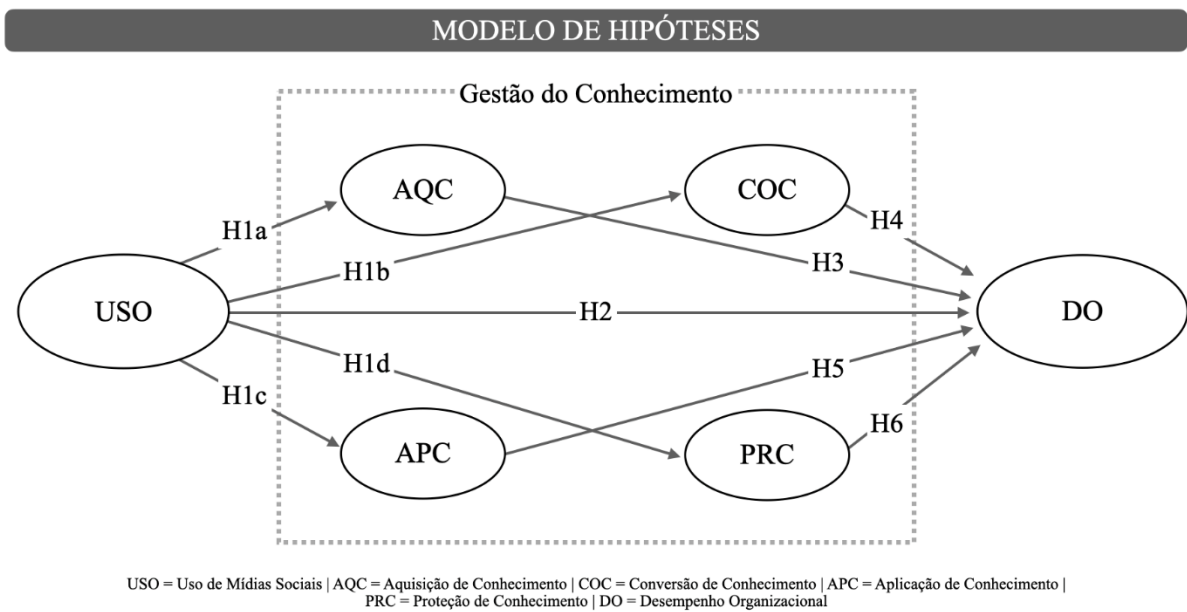 MODELO DE HIPÓTESES
Gestão do Conhecimento
AQC
COC
H1a
H4
H1b
H3
USO
H2
DO
H1d
H5
H1c
H6
APC
PRC
USO = Uso de Mídias Sociais | AQC = Aquisição de Conhecimento | COC = Conversão de Conhecimento | APC = Aplicação de Conhecimento |
PRC = Proteção de Conhecimento | DO = Desempenho Organizacional